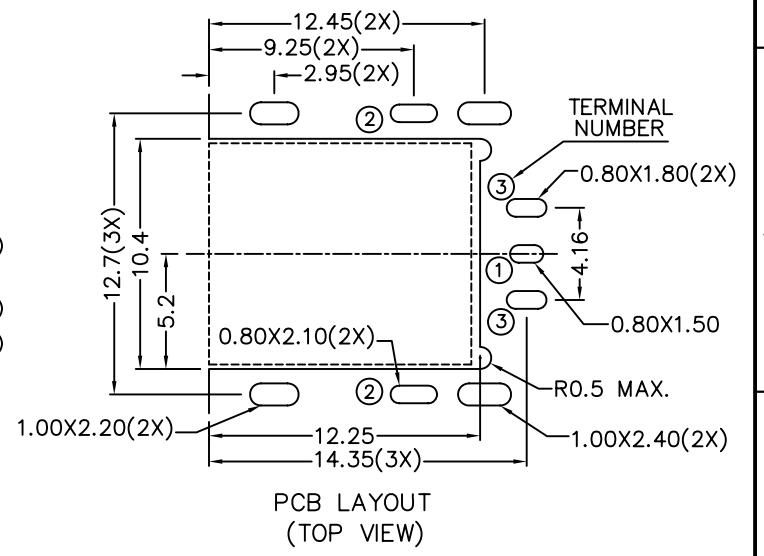 12.45(2X)
9.25(2X)
2.95(2X)
2
TERMINAL
NUMBER
3
0.80X1.80(2X)
12.7(3X)
10.4
5.2
4.16
1
3
0.80X2.10(2X)
0.80X1.50
2
R0.5 MAX.
1.00X2.20(2X)
12.25
1.00X2.40(2X)
14.35(3X)
PCB LAYOUT
(TOP VIEW)